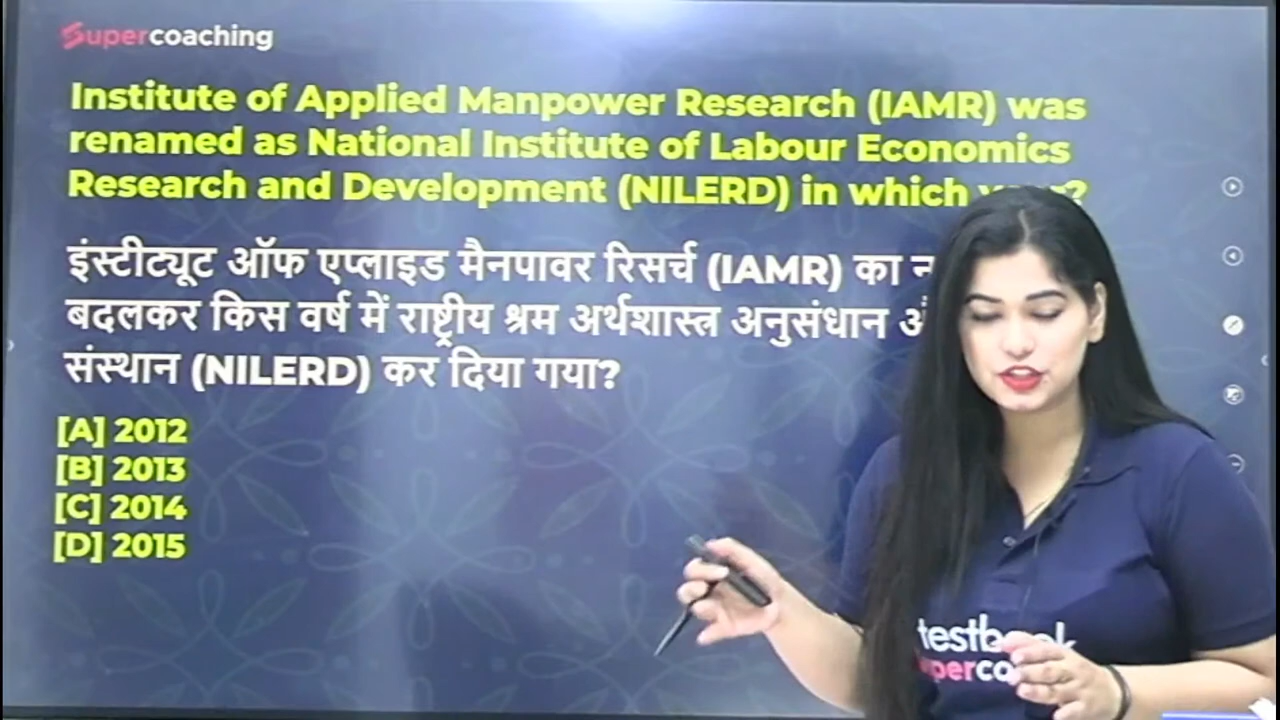 Supercoaching
Institute of Applied Manpower Research (IAMR) was
renamed as National Institute of Labour Economics
Research and Development (NILERD) in which
इंस्टीट्यूट ऑफ एप्लाइड मैनपावर रिसर्च (IAMR) का
बदलकर किस वर्ष में राष्ट्रीय श्रम अर्थशास्त्र अनुसंधान
संस्थान (NILERD) कर दिया गया?
[A] 2012
[B] 2013
[C] 2014
[D] 2015
testbook